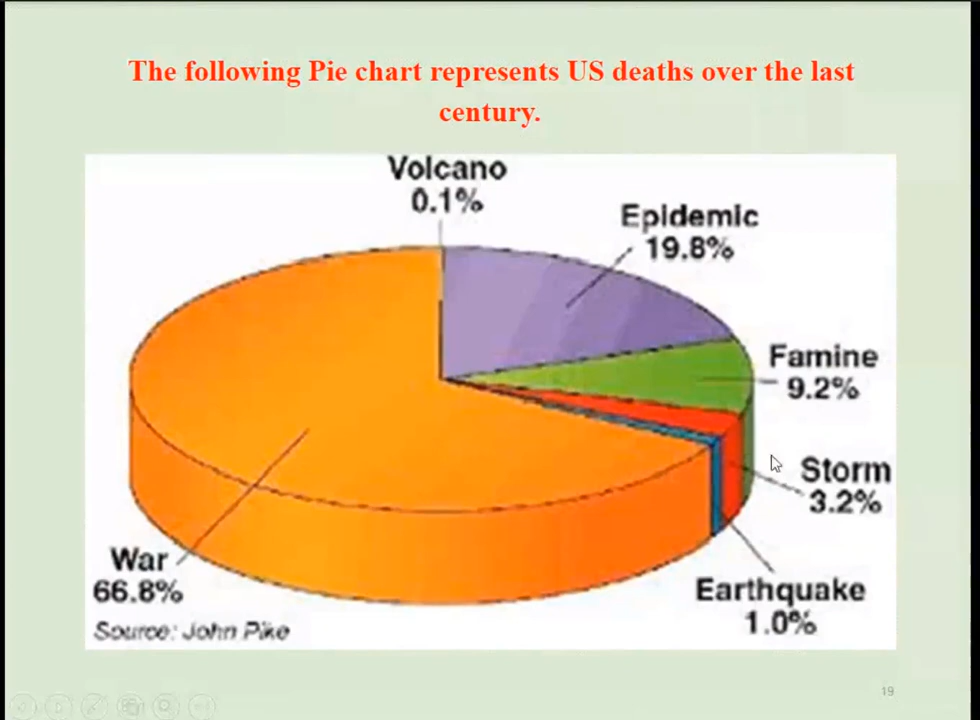 The following Pie chart represents US deaths over the last
century.
Volcano
0.1%
Epidemic
19.8%
Famine
9.2%
Storm
3.2%
Earthquake
1.0%
War
66.8%
Source: John Pike
19